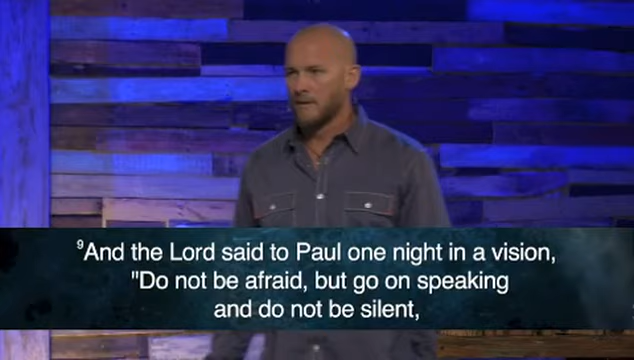 ⁹And the Lord said to Paul one night in a vision,
"Do not be afraid, but go on speaking
and do not be silent,